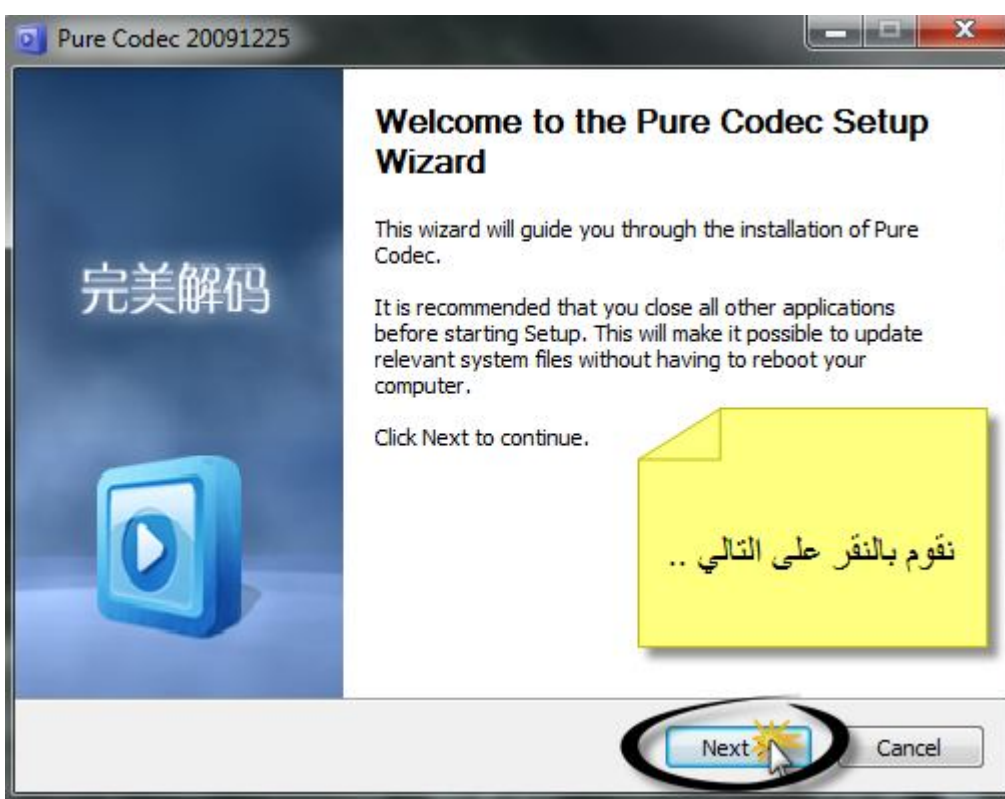 Pure Codec 20091225
完美解码
Welcome to the Pure Codec Setup
Wizard
This wizard will guide you through the installation of Pure
Codec.
It is recommended that you close all other applications
before starting Setup. This will make it possible to update
relevant system files without having to reboot your
computer.
Click Next to continue.
نقوم بالنقر على التالي ..
Next >
Cancel